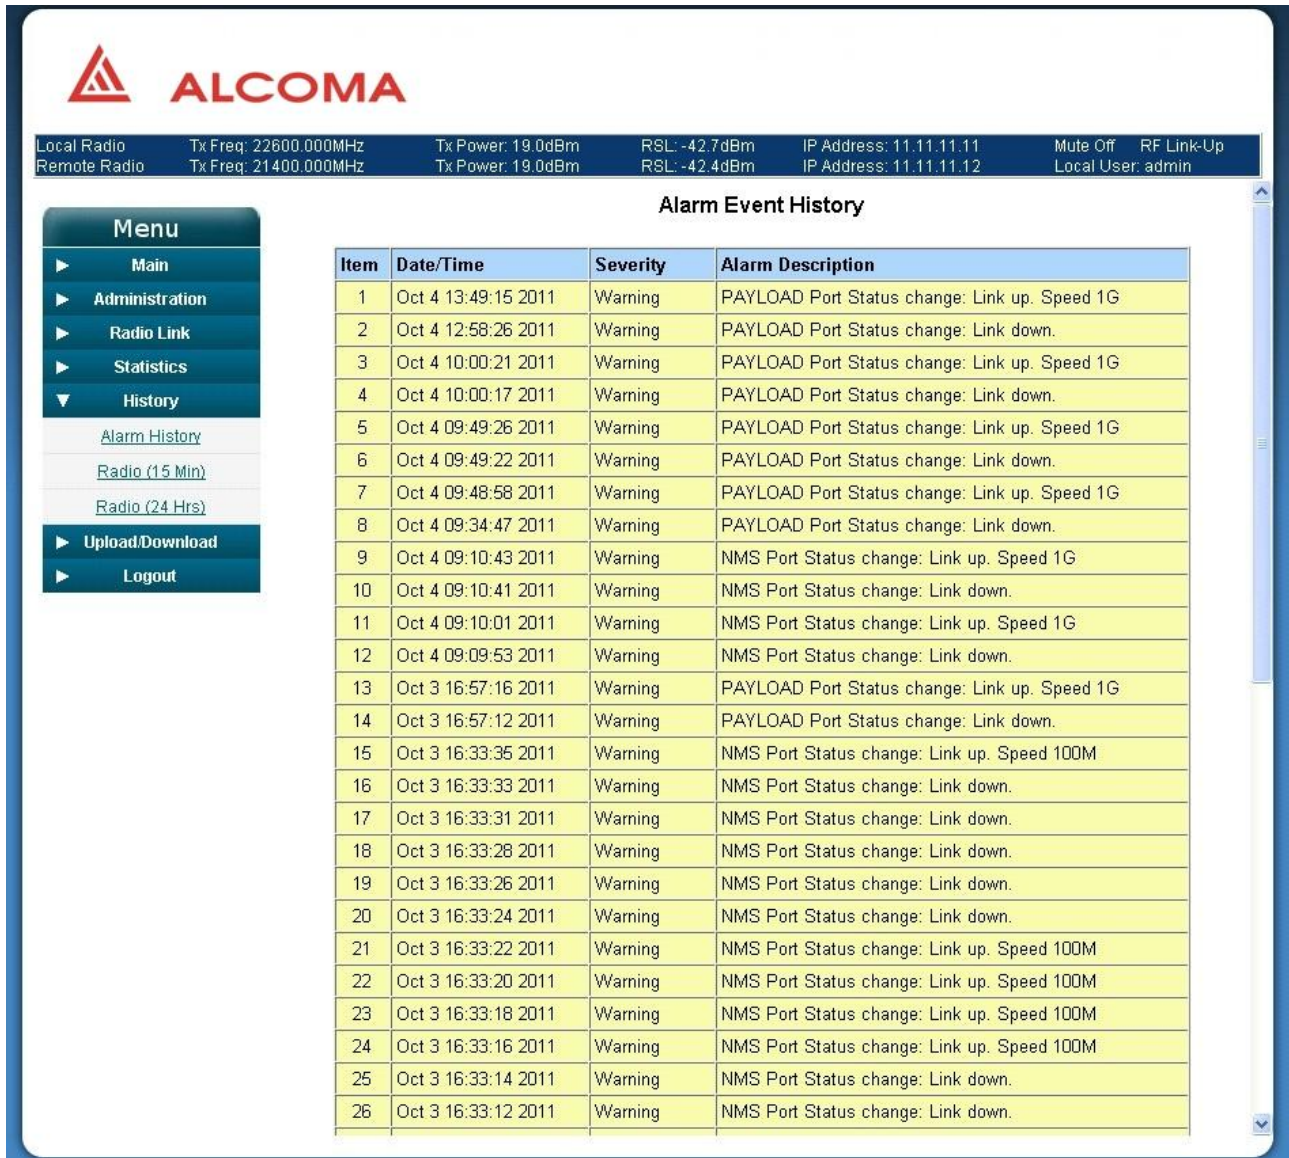 ALCOMA
Local Radio Tx Freq: 22600.000MHz Tx Power: 19.0dBm RSL: -42.7dBm IP Address: 11.11.11.11 Mute Off RF Link-Up
Remote Radio Tx Freq: 21400.000MHz Tx Power: 19.0dBm RSL: -42.4dBm IP Address: 11.11.11.12 Local User: admin
Menu
Main
Administration
Radio Link
Statistics
History
Alarm History
Radio (15 Min)
Radio (24 Hrs)
Upload/Download
Logout
Alarm Event History
Item Date/Time Severity Alarm Description
1 Oct 4 13:49:15 2011 Warning PAYLOAD Port Status change: Link up. Speed 1G
2 Oct 4 12:58:26 2011 Warning PAYLOAD Port Status change: Link down.
3 Oct 4 10:00:21 2011 Warning PAYLOAD Port Status change: Link up. Speed 1G
4 Oct 4 10:00:17 2011 Warning PAYLOAD Port Status change: Link down.
5 Oct 4 09:49:26 2011 Warning PAYLOAD Port Status change: Link up. Speed 1G
6 Oct 4 09:49:22 2011 Warning PAYLOAD Port Status change: Link down.
7 Oct 4 09:48:58 2011 Warning PAYLOAD Port Status change: Link up. Speed 1G
8 Oct 4 09:34:47 2011 Warning PAYLOAD Port Status change: Link down.
9 Oct 4 09:10:43 2011 Warning NMS Port Status change: Link up. Speed 1G
10 Oct 4 09:10:41 2011 Warning NMS Port Status change: Link down.
11 Oct 4 09:10:01 2011 Warning NMS Port Status change: Link up. Speed 1G
12 Oct 4 09:09:53 2011 Warning NMS Port Status change: Link down.
13 Oct 3 16:57:16 2011 Warning PAYLOAD Port Status change: Link up. Speed 1G
14 Oct 3 16:57:12 2011 Warning PAYLOAD Port Status change: Link down.
15 Oct 3 16:33:35 2011 Warning NMS Port Status change: Link up. Speed 100M
16 Oct 3 16:33:33 2011 Warning NMS Port Status change: Link down.
17 Oct 3 16:33:31 2011 Warning NMS Port Status change: Link down.
18 Oct 3 16:33:28 2011 Warning NMS Port Status change: Link down.
19 Oct 3 16:33:26 2011 Warning NMS Port Status change: Link down.
20 Oct 3 16:33:24 2011 Warning NMS Port Status change: Link down.
21 Oct 3 16:33:22 2011 Warning NMS Port Status change: Link up. Speed 100M
22 Oct 3 16:33:20 2011 Warning NMS Port Status change: Link up. Speed 100M
23 Oct 3 16:33:18 2011 Warning NMS Port Status change: Link up. Speed 100M
24 Oct 3 16:33:16 2011 Warning NMS Port Status change: Link up. Speed 100M
25 Oct 3 16:33:14 2011 Warning NMS Port Status change: Link down.
26 Oct 3 16:33:12 2011 Warning NMS Port Status change: Link down.